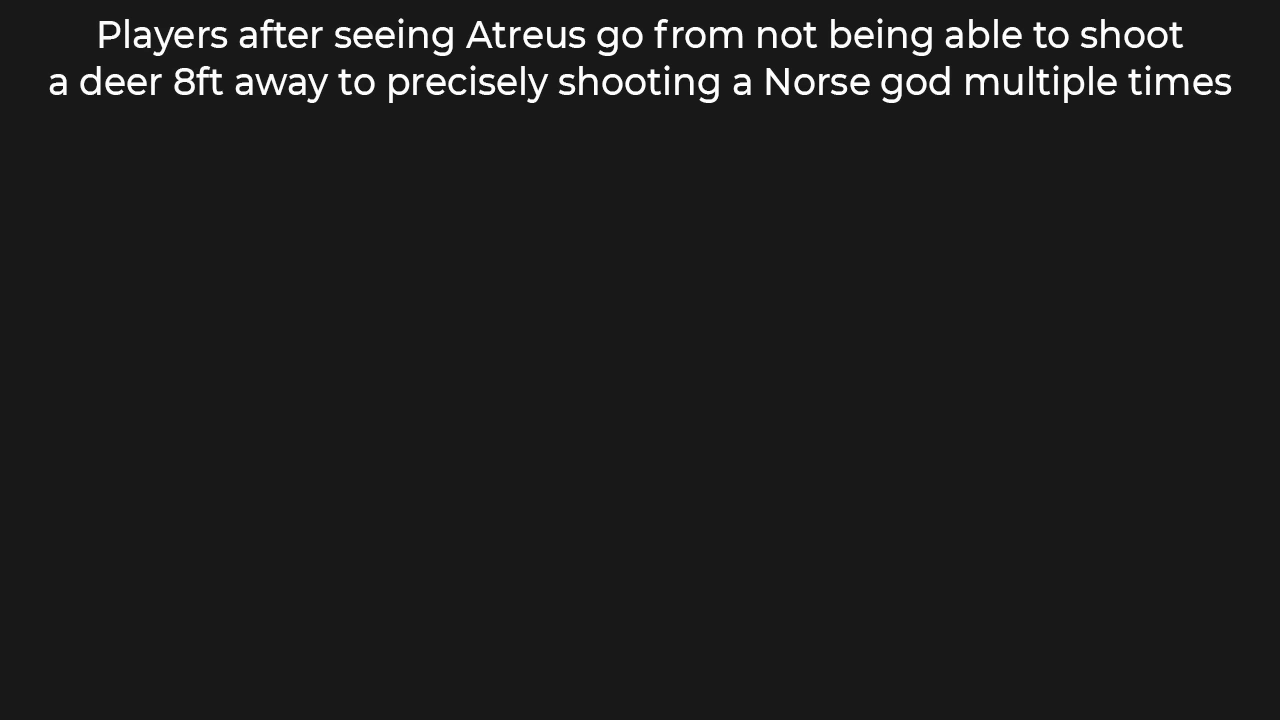 Players after seeing Atreus go from not being able to shoot
a deer 8ft away to precisely shooting a Norse god multiple times